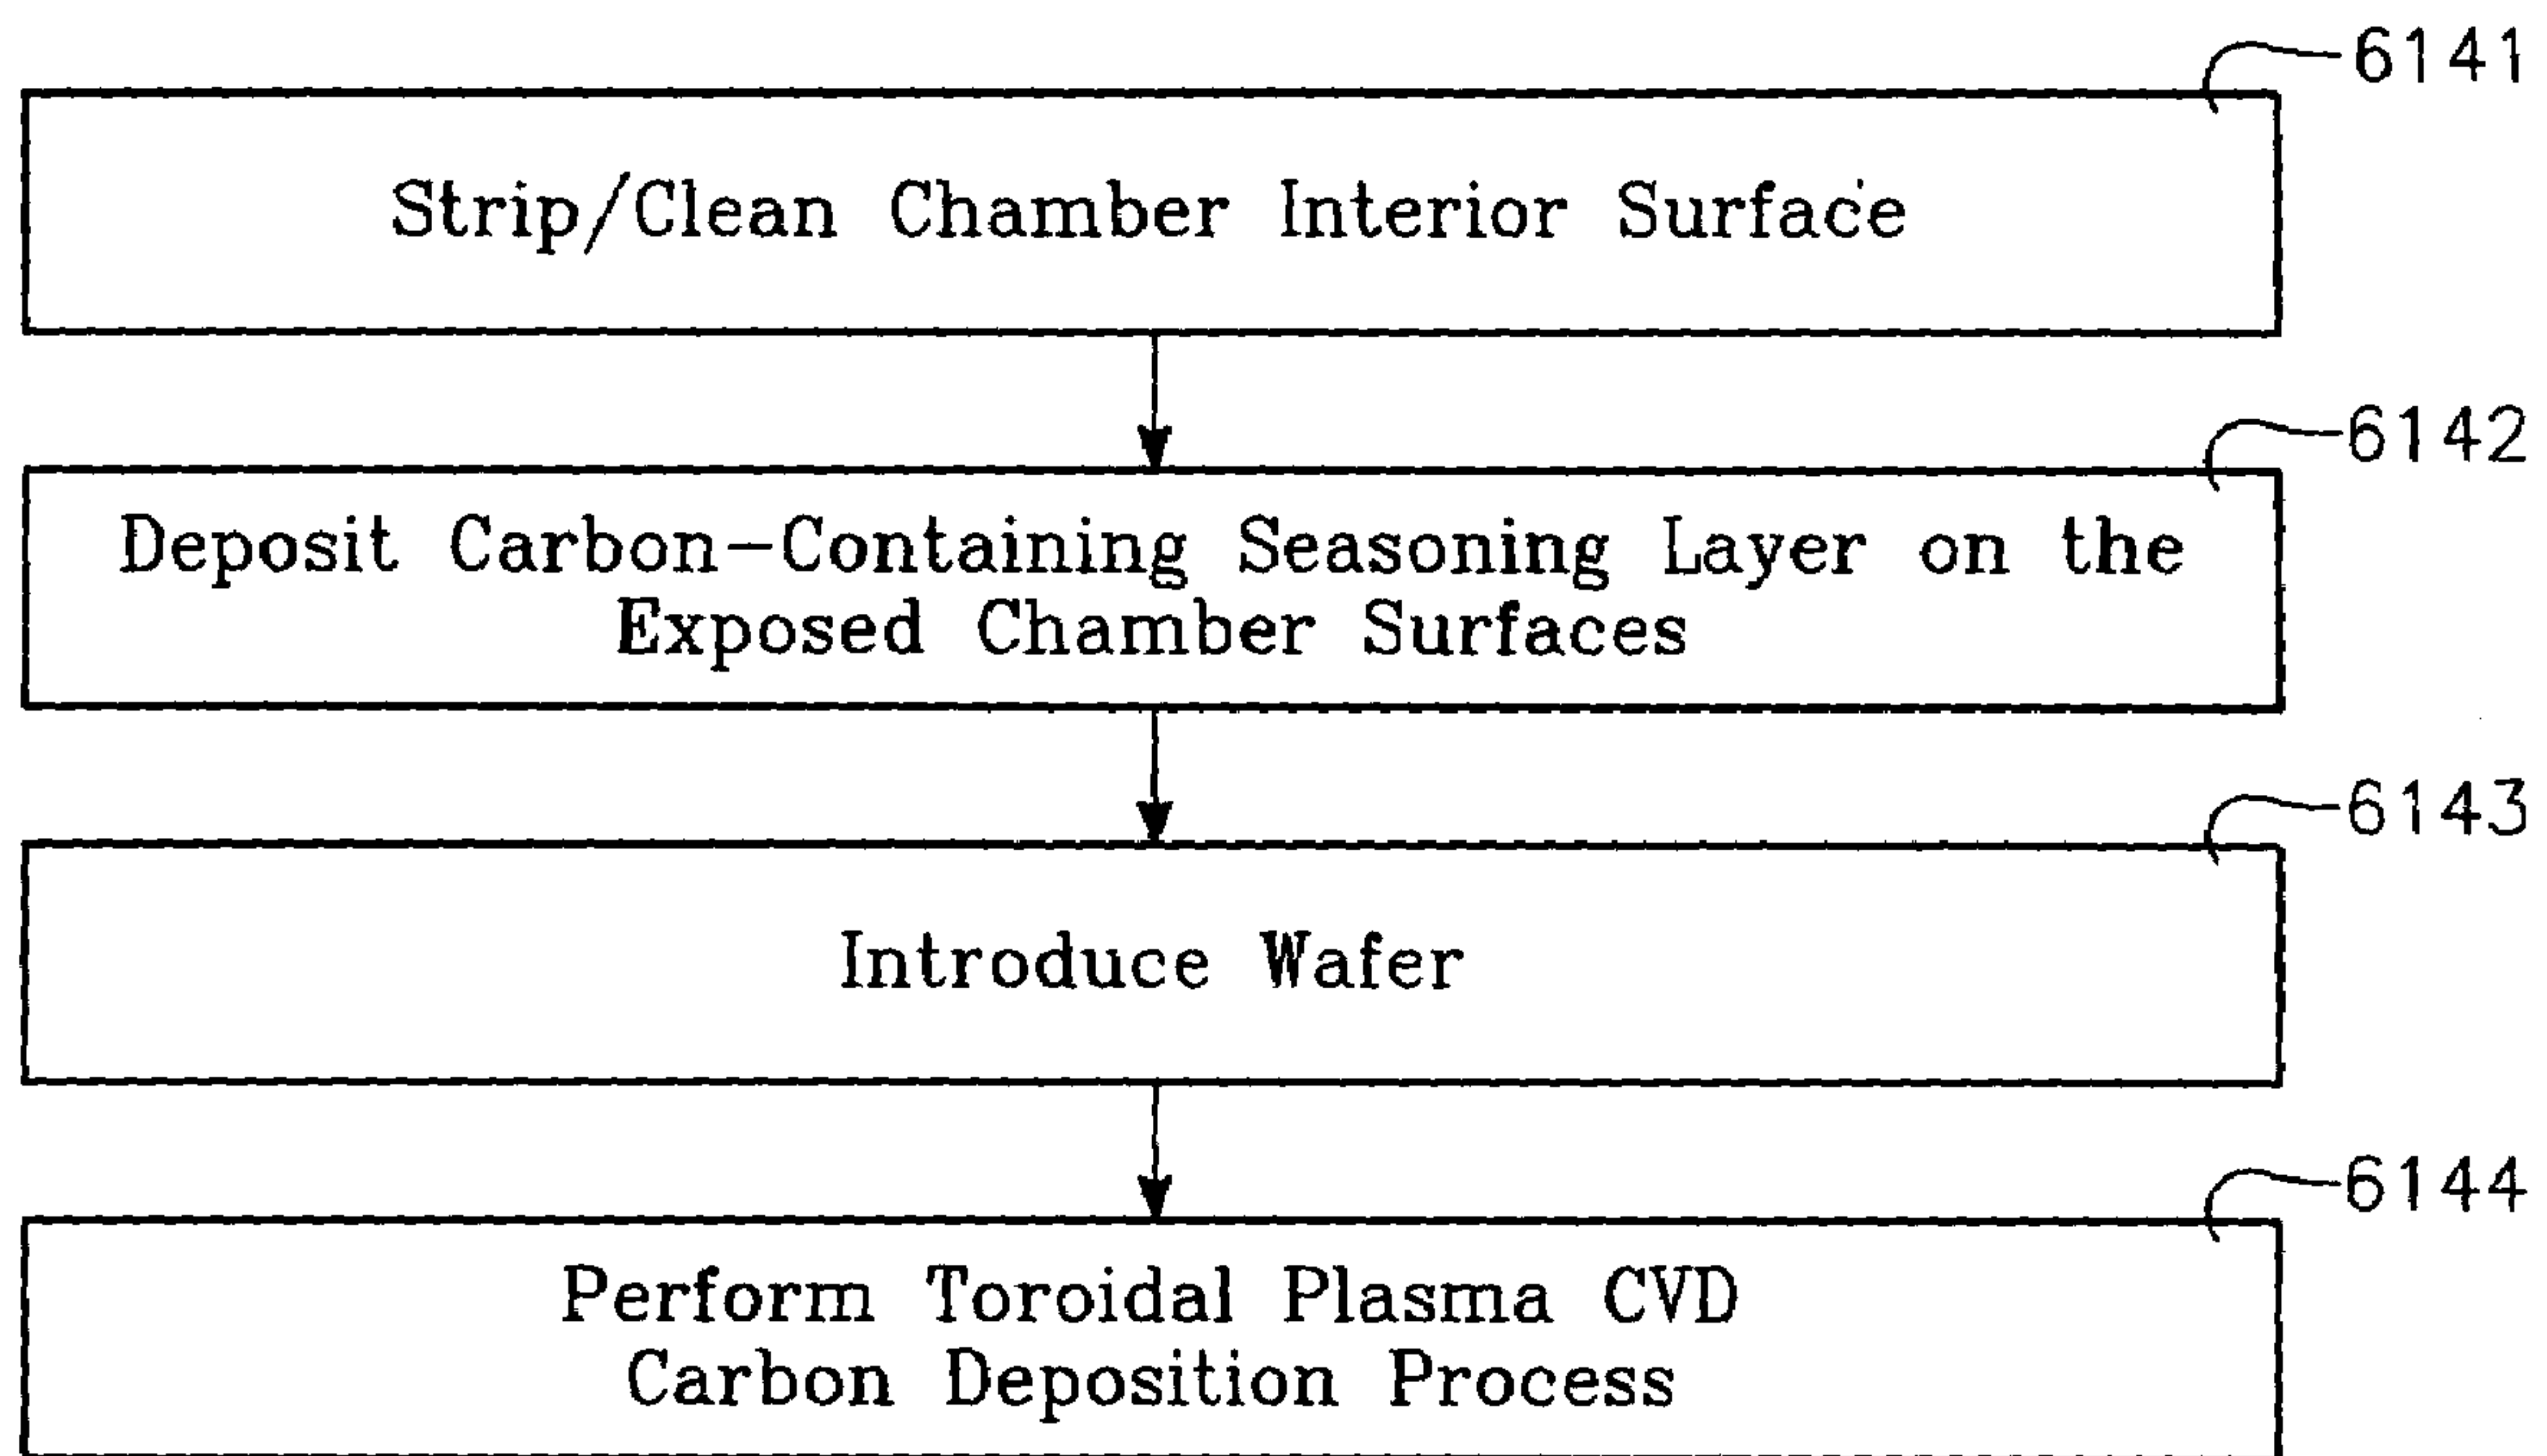 6141
Strip/Clean Chamber Interior Surface
6142
Deposit Carbon-Containing Seasoning Layer on the
Exposed Chamber Surfaces
6143
Introduce Wafer
6144
Perform Toroidal Plasma CVD
Carbon Deposition Process